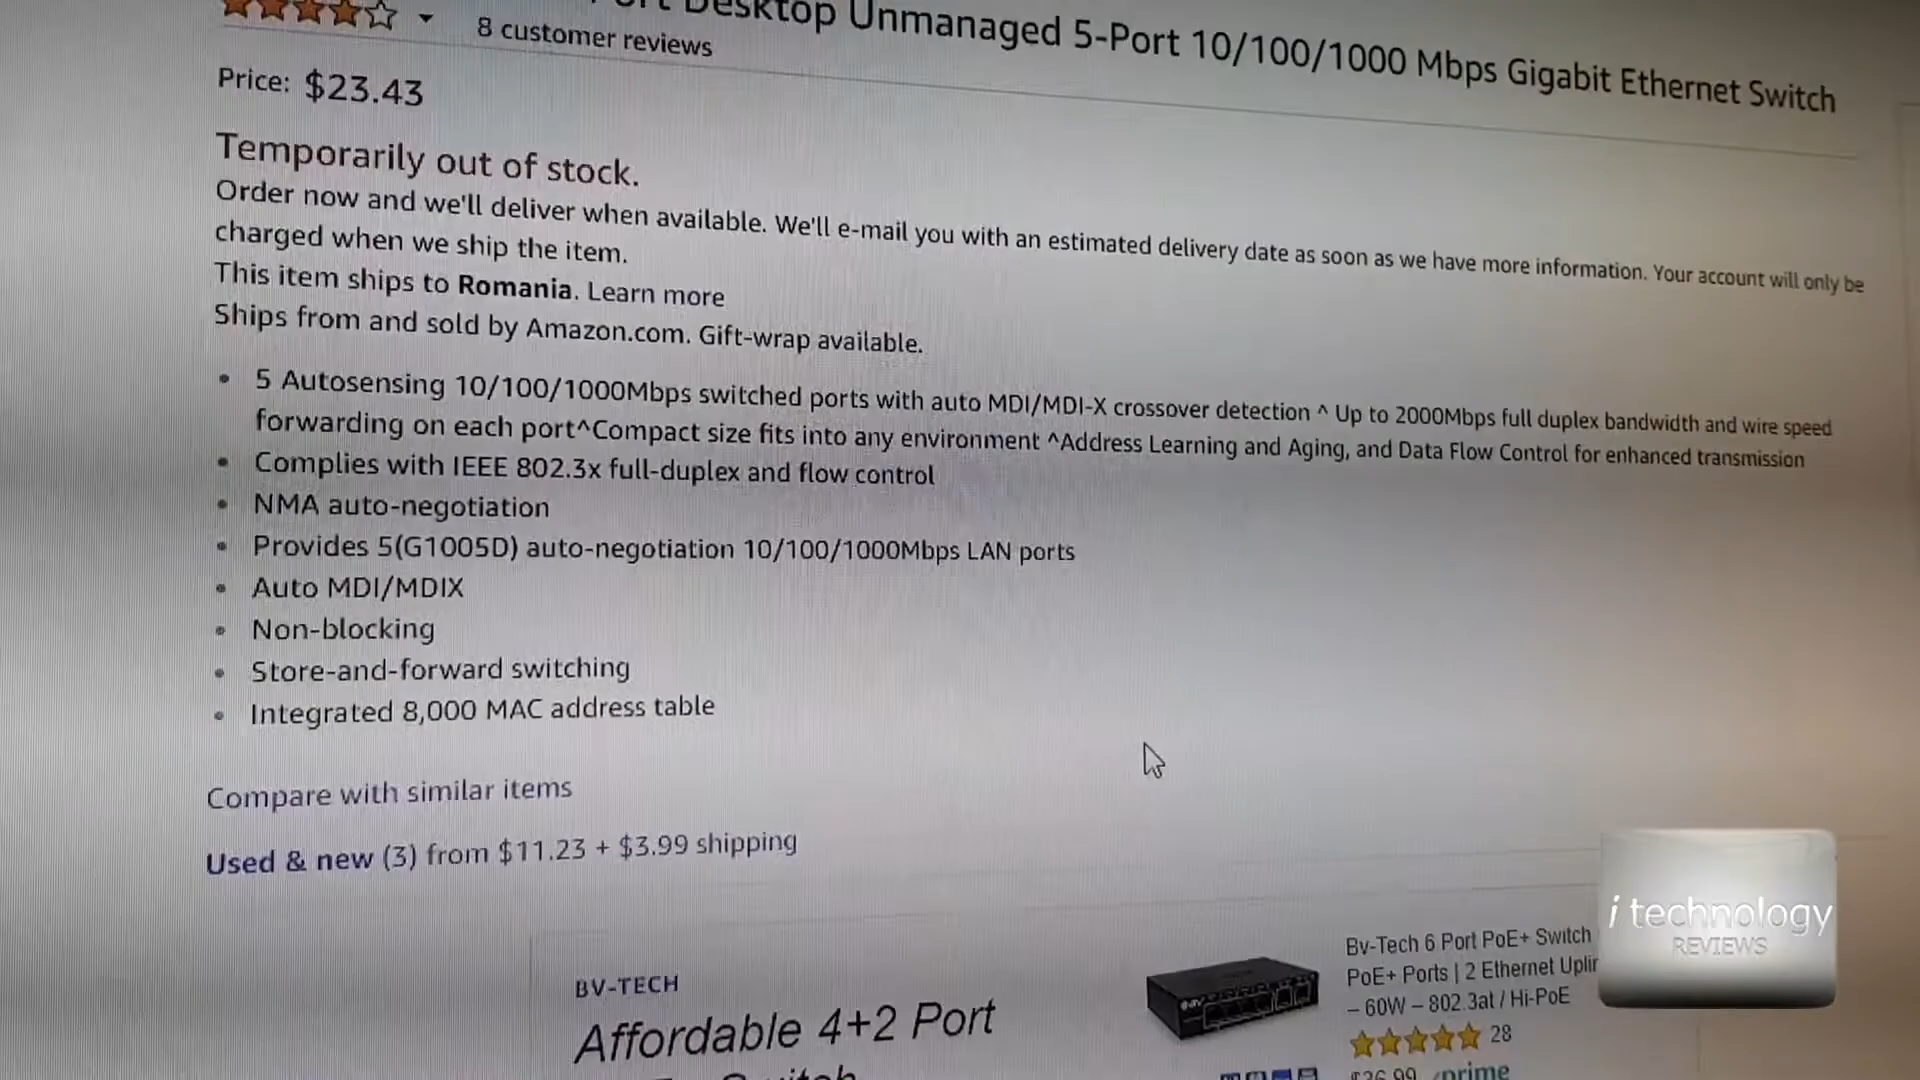 Desktop Unmanaged 5-Port 10/100/1000 Mbps Gigabit Ethernet Switch
8 customer reviews
Price: $23.43
Temporarily out of stock.
Order now and we'll deliver when available. We'll e-mail you with an estimated delivery date as soon as we have more information. Your account will only be
charged when we ship the item.
This item ships to Romania. Learn more
Ships from and sold by Amazon.com. Gift-wrap available.
• 5 Autosensing 10/100/1000Mbps switched ports with auto MDI/MDI-X crossover detection ^ Up to 2000Mbps full duplex bandwidth and wire speed
forwarding on each port^Compact size fits into any environment ^Address Learning and Aging, and Data Flow Control for enhanced transmission
• Complies with IEEE 802.3x full-duplex and flow control
• NMA auto-negotiation
• Provides 5(G1005D) auto-negotiation 10/100/1000Mbps LAN ports
• Auto MDI/MDIX
• Non-blocking
• Store-and-forward switching
• Integrated 8,000 MAC address table
Compare with similar items
Used & new (3) from $11.23 + $3.99 shipping
BV-TECH
Affordable 4+2 Port
Bv-Tech 6 Port PoE+ Switch
PoE+ Ports | 2 Ethernet
– 60W – 802.3at / Hi-PoE
28
prime
i technology
REVIEWS